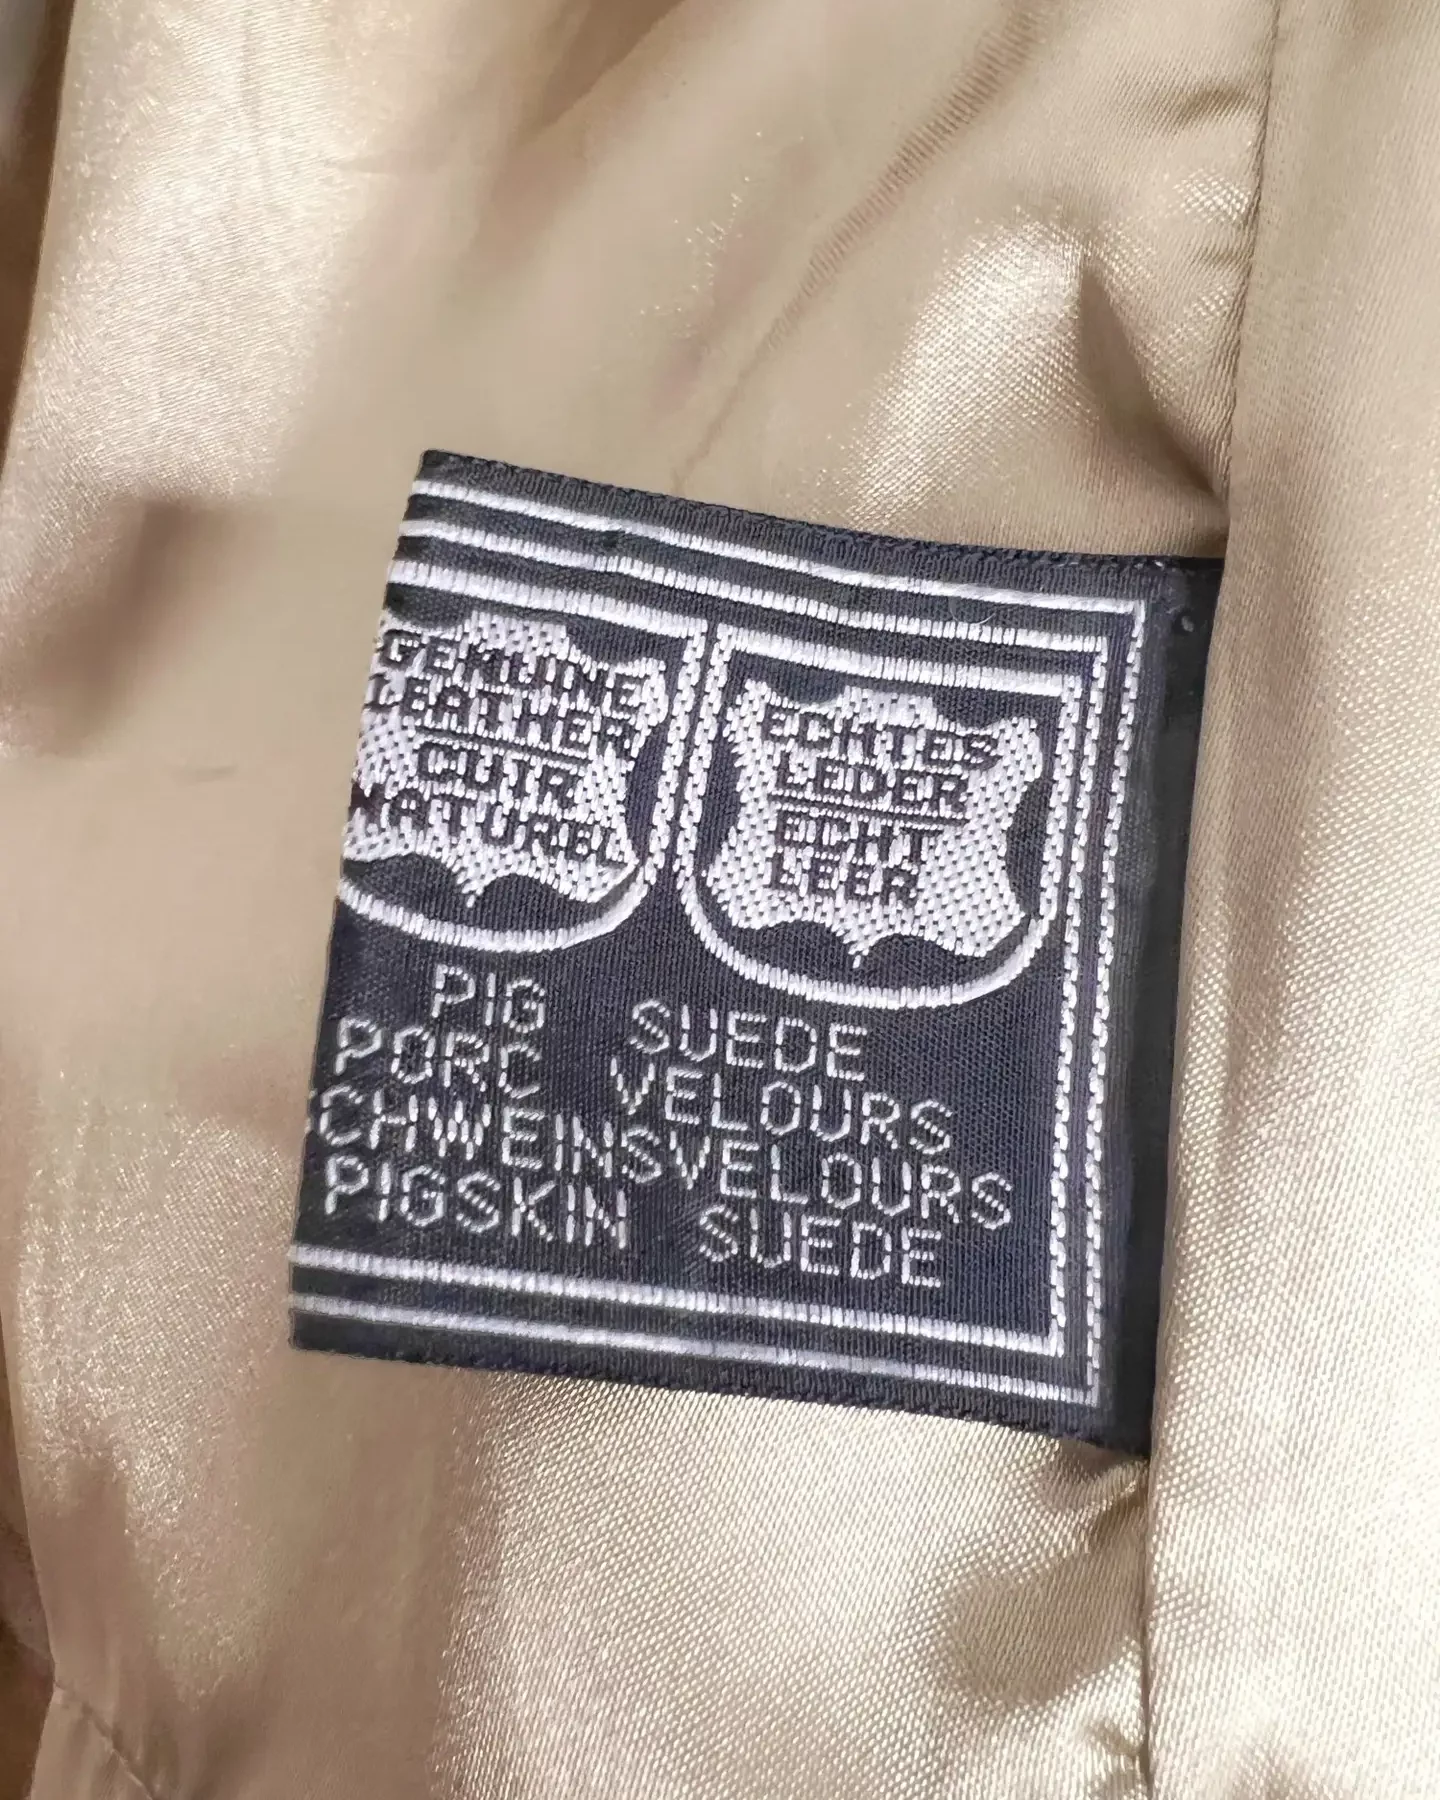 GENUINE
LEATHER
CUIR
NATUREL
ECHTES
LEDER
ECHT
LEER
PIG SUEDE
PORC VELOURS
SCHWEINSVELOURS
PIGSKIN SUEDE